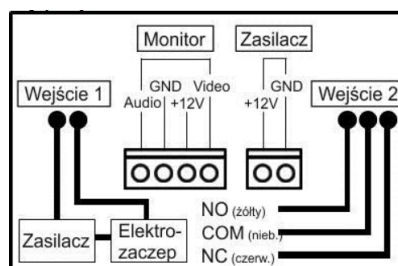 Monitor
Zasilacz
Wejście 1
GND
Video
Audio
+12V
GND
+12V
Wejście 2
NO (żółty)
COM (nieb.)
NC (czerw.)
Zasilacz
Elektro-
zaczep